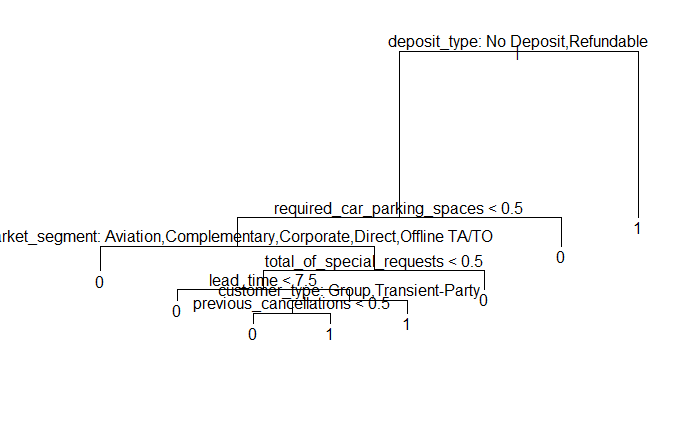 deposit_type: No Deposit,Refundable
required_car_parking_spaces < 0.5
1
rket_segment: Aviation,Complementary,Corporate,Direct,Offline TA/TO
0
total_of_special_requests < 0.5
0
lead_time < 7.5
customer_type: Group,Transient-Party
0
previous_cancellations < 0.5
0
1
0
1